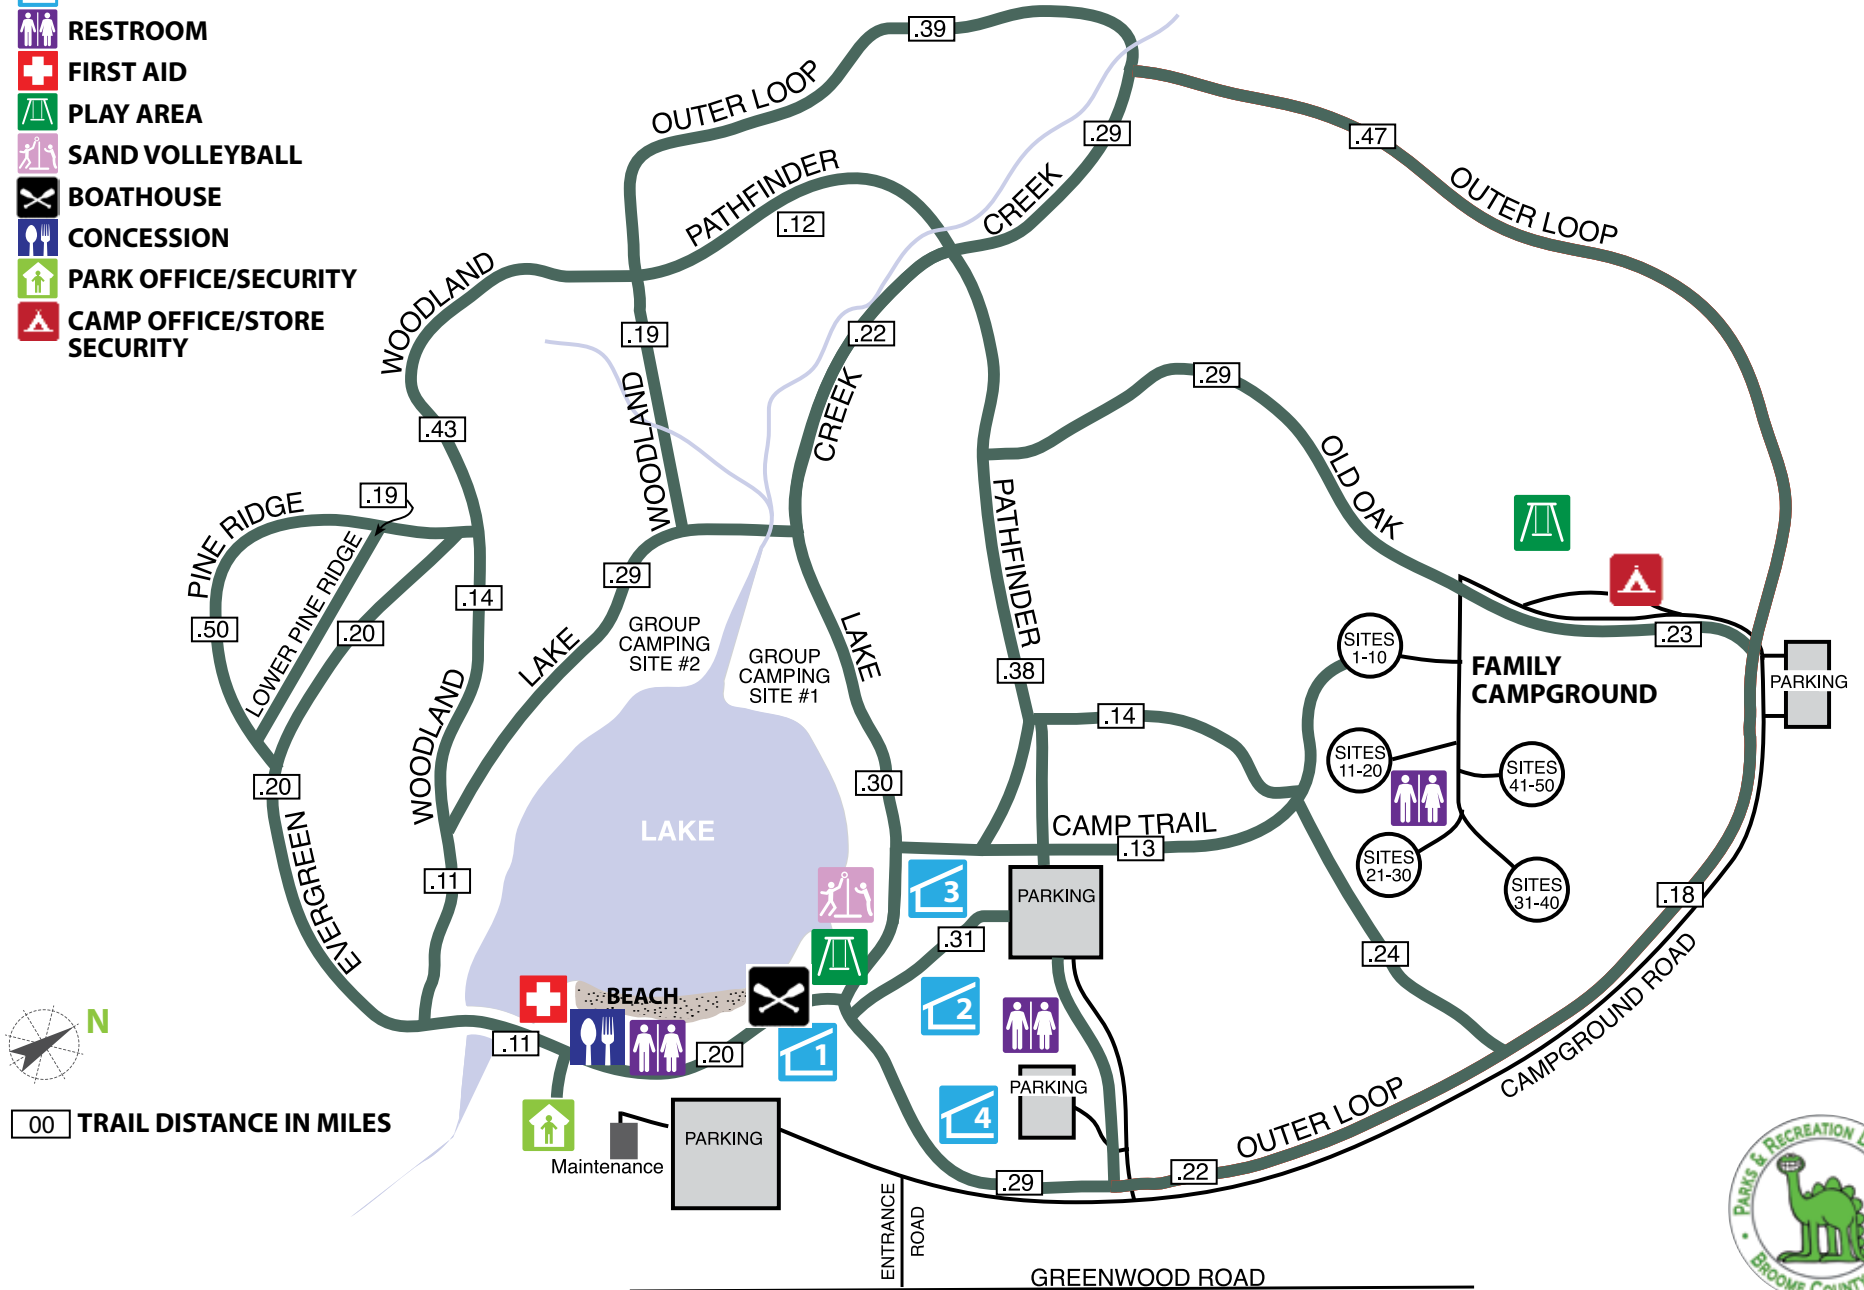 RESTROOM
FIRST AID
PLAY AREA
SAND VOLLEYBALL
BOATHOUSE
CONCESSION
PARK OFFICE/SECURITY
CAMP OFFICE/STORE
SECURITY
.39
OUTER LOOP
.29
.47
OUTER LOOP
PATHFINDER
.12
CREEK
WOODLAND
.19
.22
.29
WOODLAND
CREEK
.43
OLD OAK
.19
PINE RIDGE
LOWER PINE RIDGE
PATHFINDER
.29
.14
.50
.20
LAKE
GROUP
CAMPING
SITE #2
GROUP
CAMPING
SITE #1
LAKE
.38
SITES
1-10
.23
FAMILY
CAMPGROUND
PARKING
WOODLAND
.14
SITES
11-20
SITES
41-50
.20
.30
LAKE
CAMP TRAIL
.13
SITES
21-30
SITES
31-40
.11
3
PARKING
.18
EVERGREEN
.31
.24
BEACH
2
N
.11
.20
1
CAMPGROUND ROAD
PARKING
4
OUTER LOOP
00 TRAIL DISTANCE IN MILES
Maintenance
PARKING
.29
.22
ENTRANCE
ROAD
GREENWOOD ROAD
PARKS & RECREATION
BROOME COUNTY